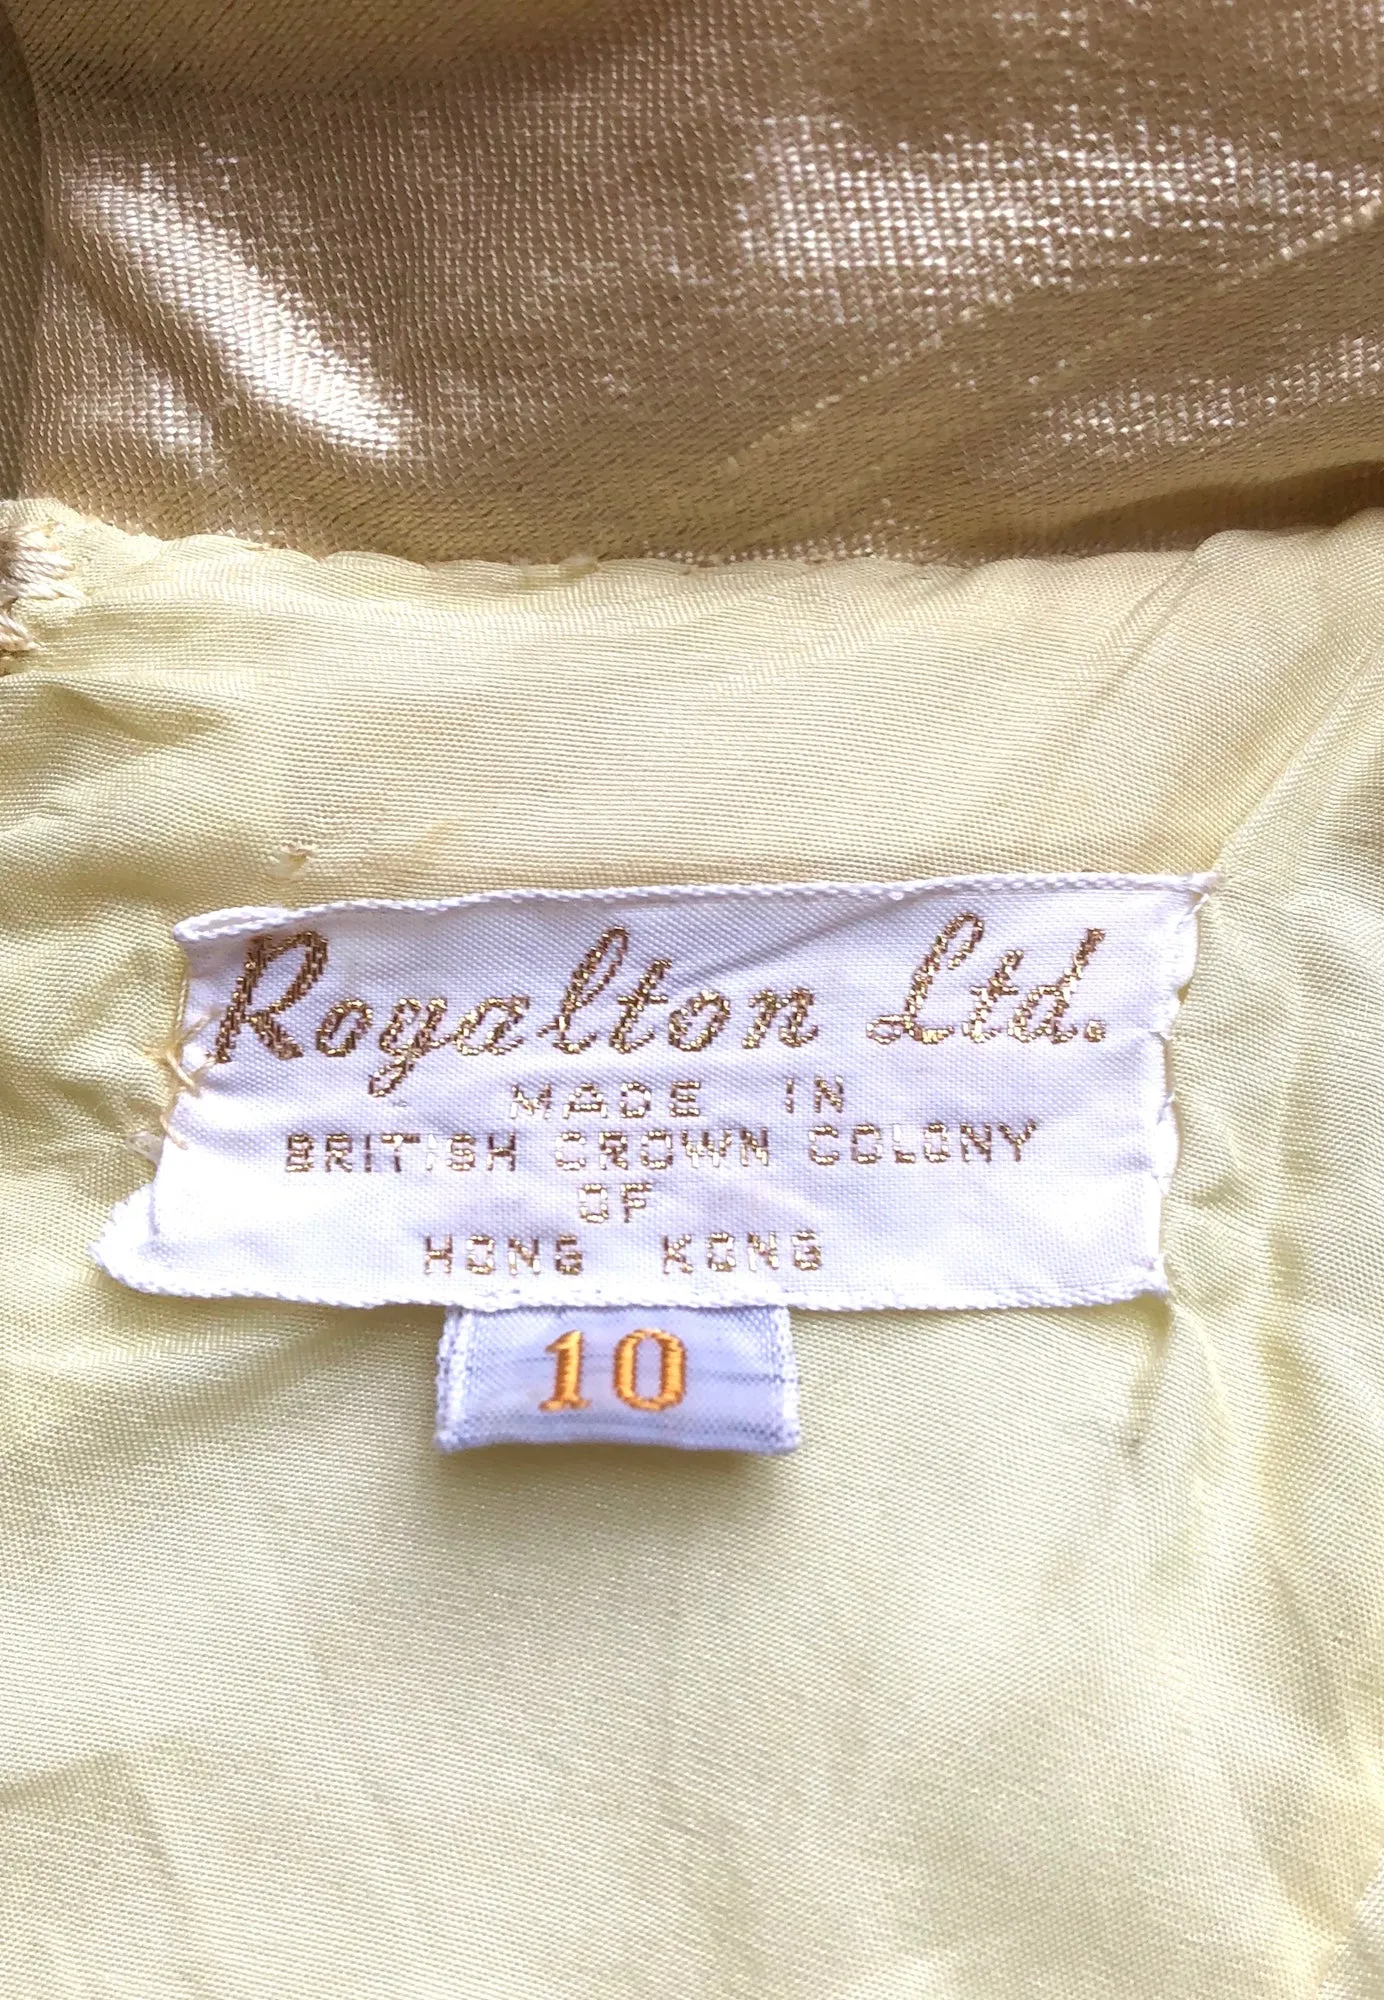 Royalton Ltd.
MADE IN
BRITISH CROWN COLONY
OF
HONG KONG
10